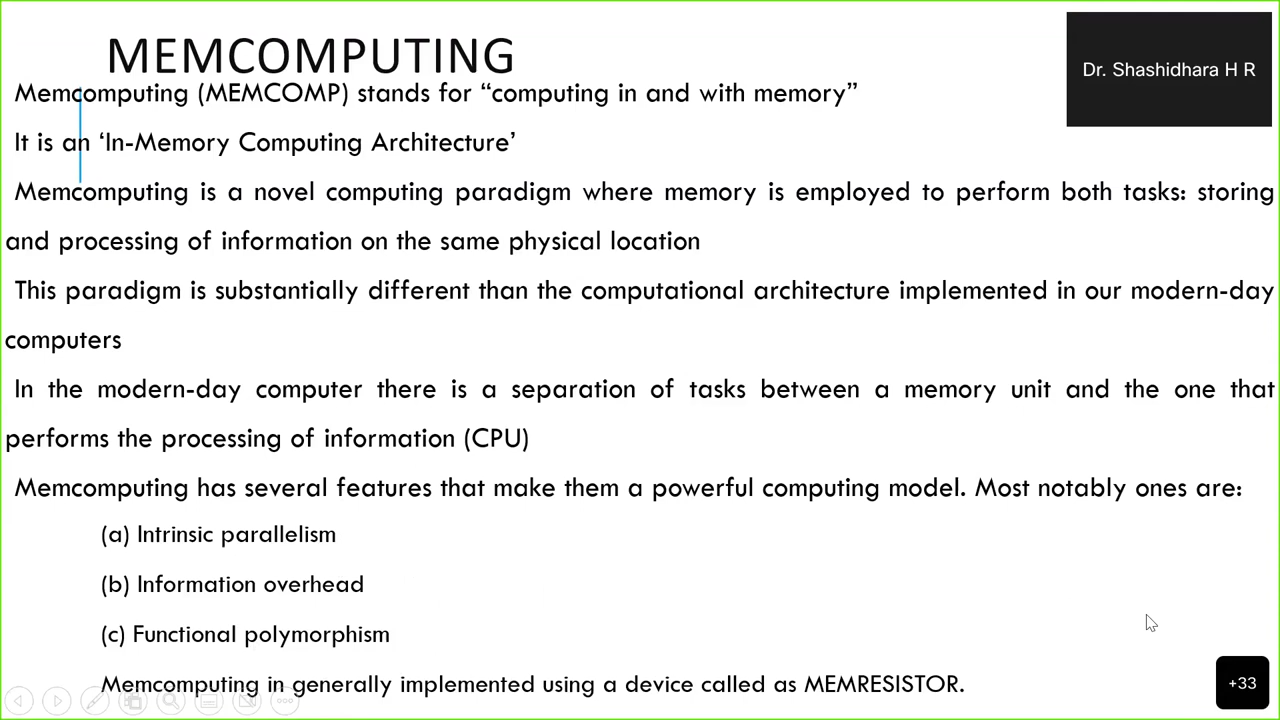 MEMCOMPUTING
Dr. Shashidhara H R
Memcomputing (MEMCOMP) stands for “computing in and with memory”
It is an ‘In-Memory Computing Architecture’
Memcomputing is a novel computing paradigm where memory is employed to perform both tasks: storing
and processing of information on the same physical location
This paradigm is substantially different than the computational architecture implemented in our modern-day
computers
In the modern-day computer there is a separation of tasks between a memory unit and the one that
performs the processing of information (CPU)
Memcomputing has several features that make them a powerful computing model. Most notably ones are:
(a) Intrinsic parallelism
(b) Information overhead
(c) Functional polymorphism
Memcomputing in generally implemented using a device called as MEMRESISTOR.
+33